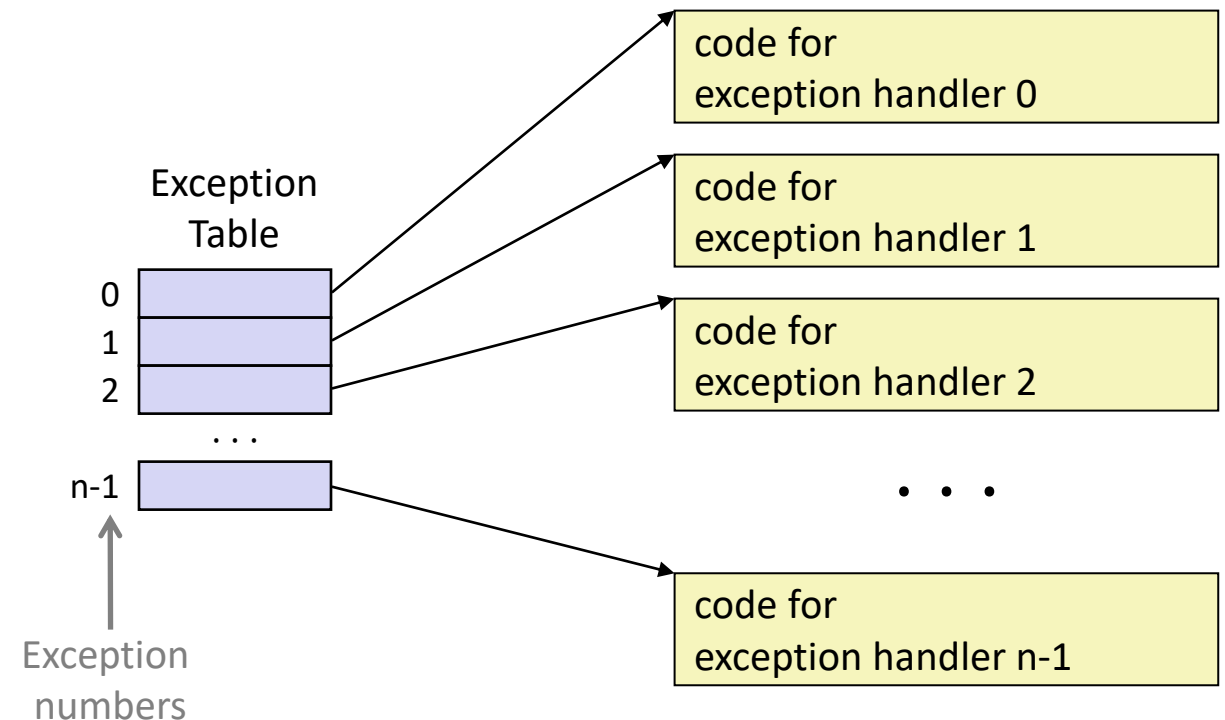 code for
exception handler 0
Exception
Table
code for
exception handler 1
0
1
2
code for
exception handler 2
. . .
n-1
. . .
code for
exception handler n-1
Exception
numbers